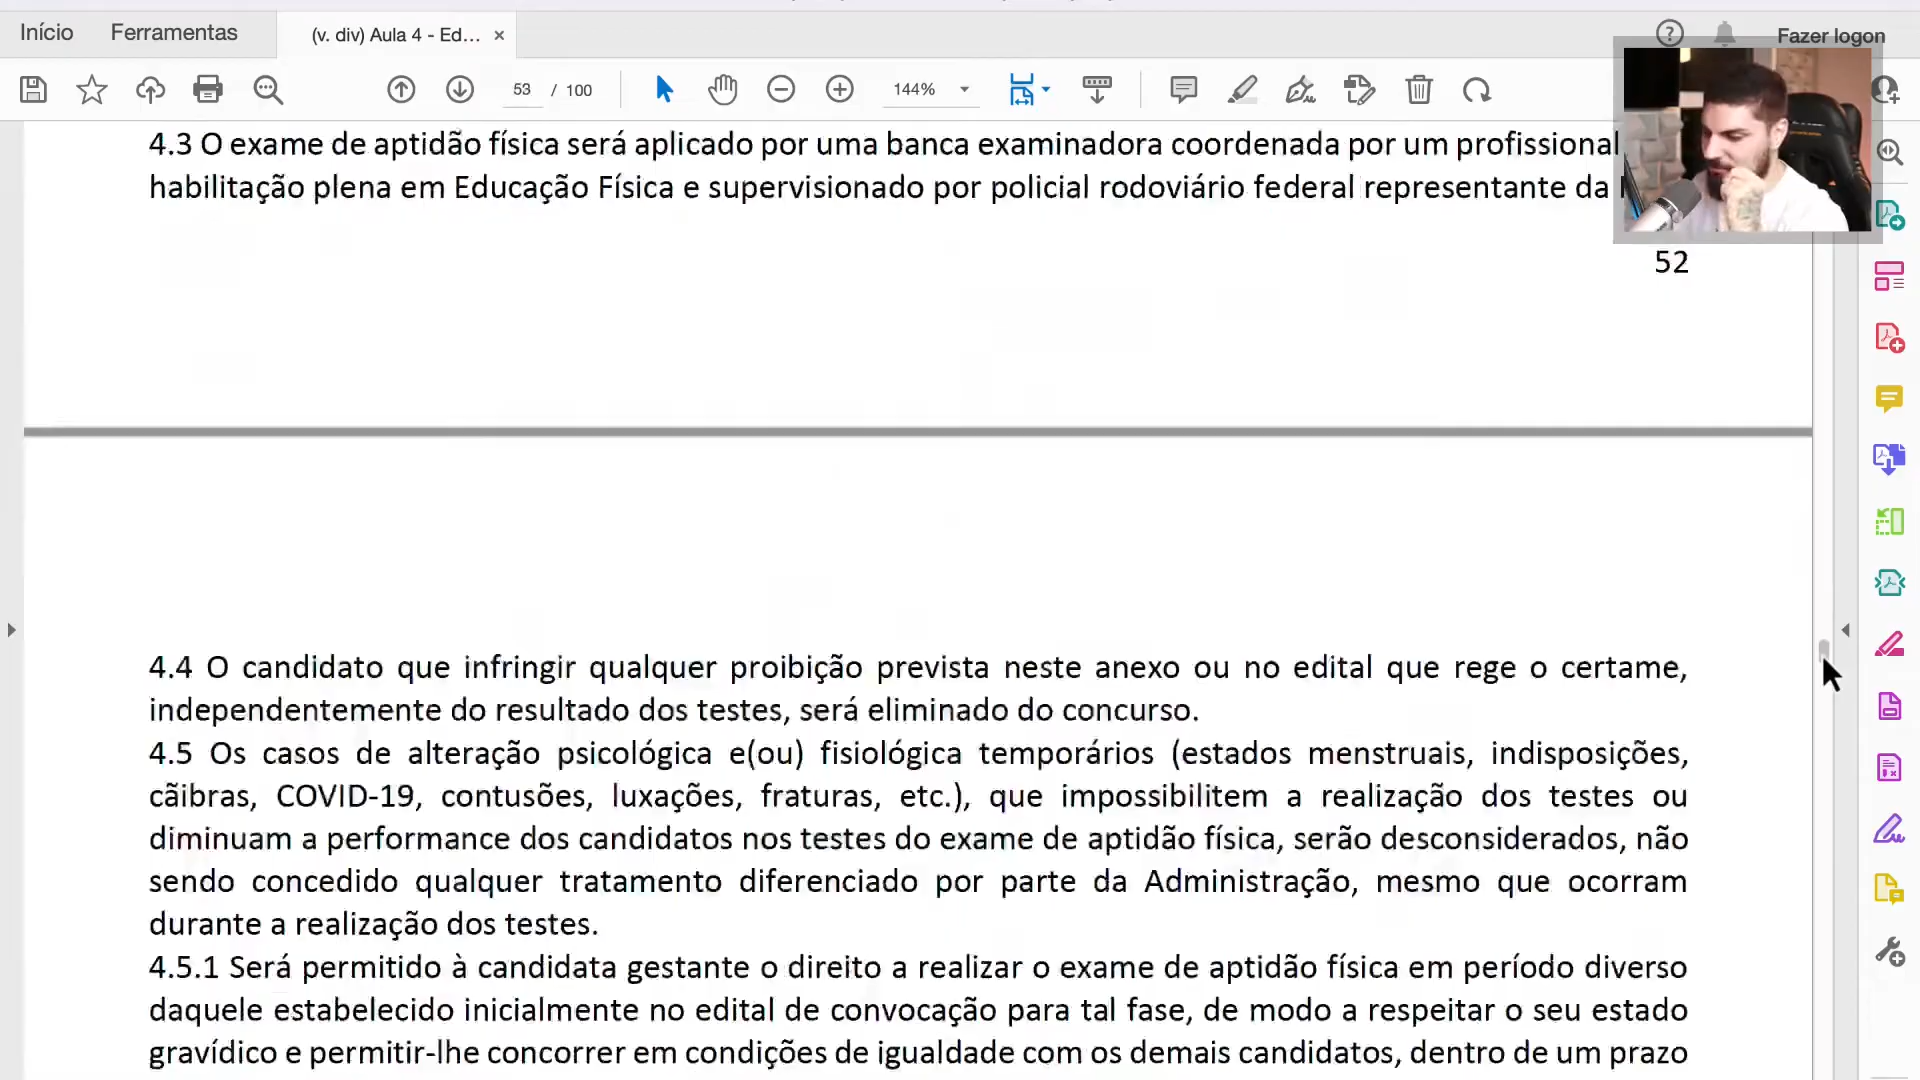 Início
Ferramentas
(v. div) Aula 4 - Ed...
Fazer logon
53 / 100
144%
4.3 O exame de aptidão física será aplicado por uma banca examinadora coordenada por um profissional
habilitação plena em Educação Física e supervisionado por policial rodoviário federal representante da
52
4.4 O candidato que infringir qualquer proibição prevista neste anexo ou no edital que rege o certame,
independentemente do resultado dos testes, será eliminado do concurso.
4.5 Os casos de alteração psicológica e(ou) fisiológica temporários (estados menstruais, indisposições,
cãibras, COVID-19, contusões, luxações, fraturas, etc.), que impossibilitem a realização dos testes ou
diminuam a performance dos candidatos nos testes do exame de aptidão física, serão desconsiderados, não
sendo concedido qualquer tratamento diferenciado por parte da Administração, mesmo que ocorram
durante a realização dos testes.
4.5.1 Será permitido à candidata gestante o direito a realizar o exame de aptidão física em período diverso
daquele estabelecido inicialmente no edital de convocação para tal fase, de modo a respeitar o seu estado
gravídico e permitir-lhe concorrer em condições de igualdade com os demais candidatos, dentro de um prazo